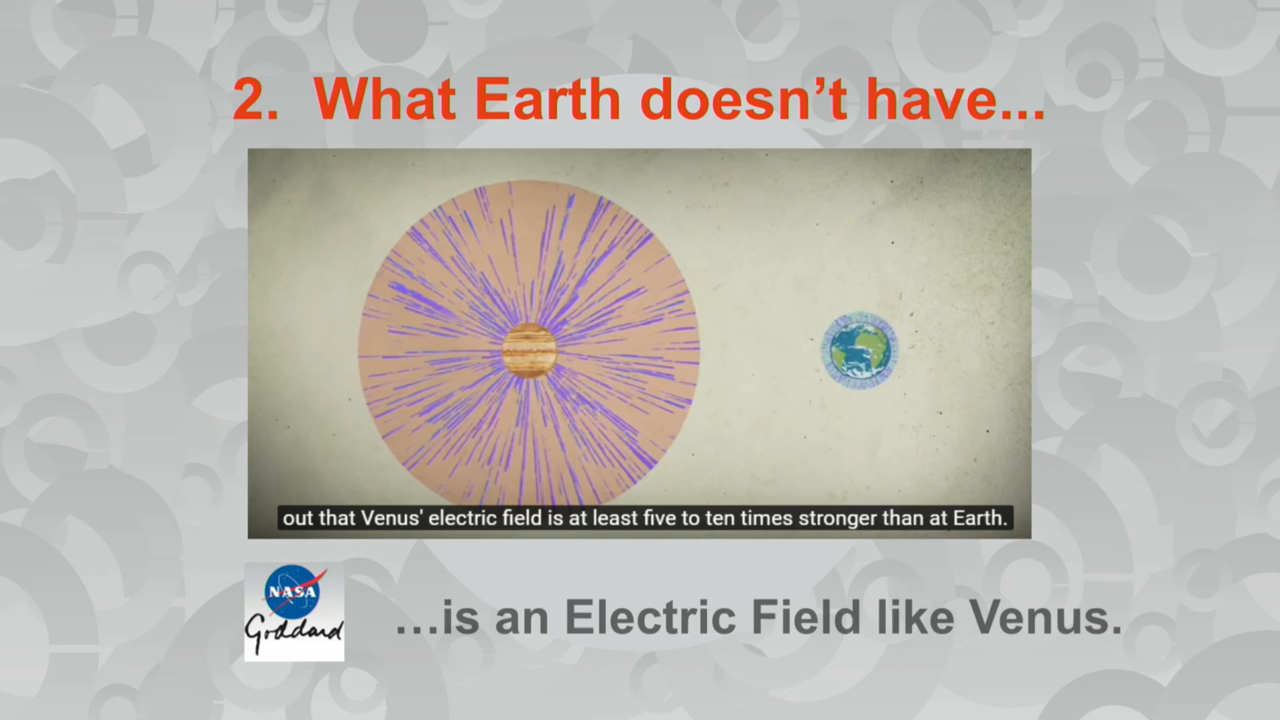 2. What Earth doesn’t have...
out that Venus' electric field is at least five to ten times stronger than at Earth.
NASA
Goddard
…is an Electric Field like Venus.